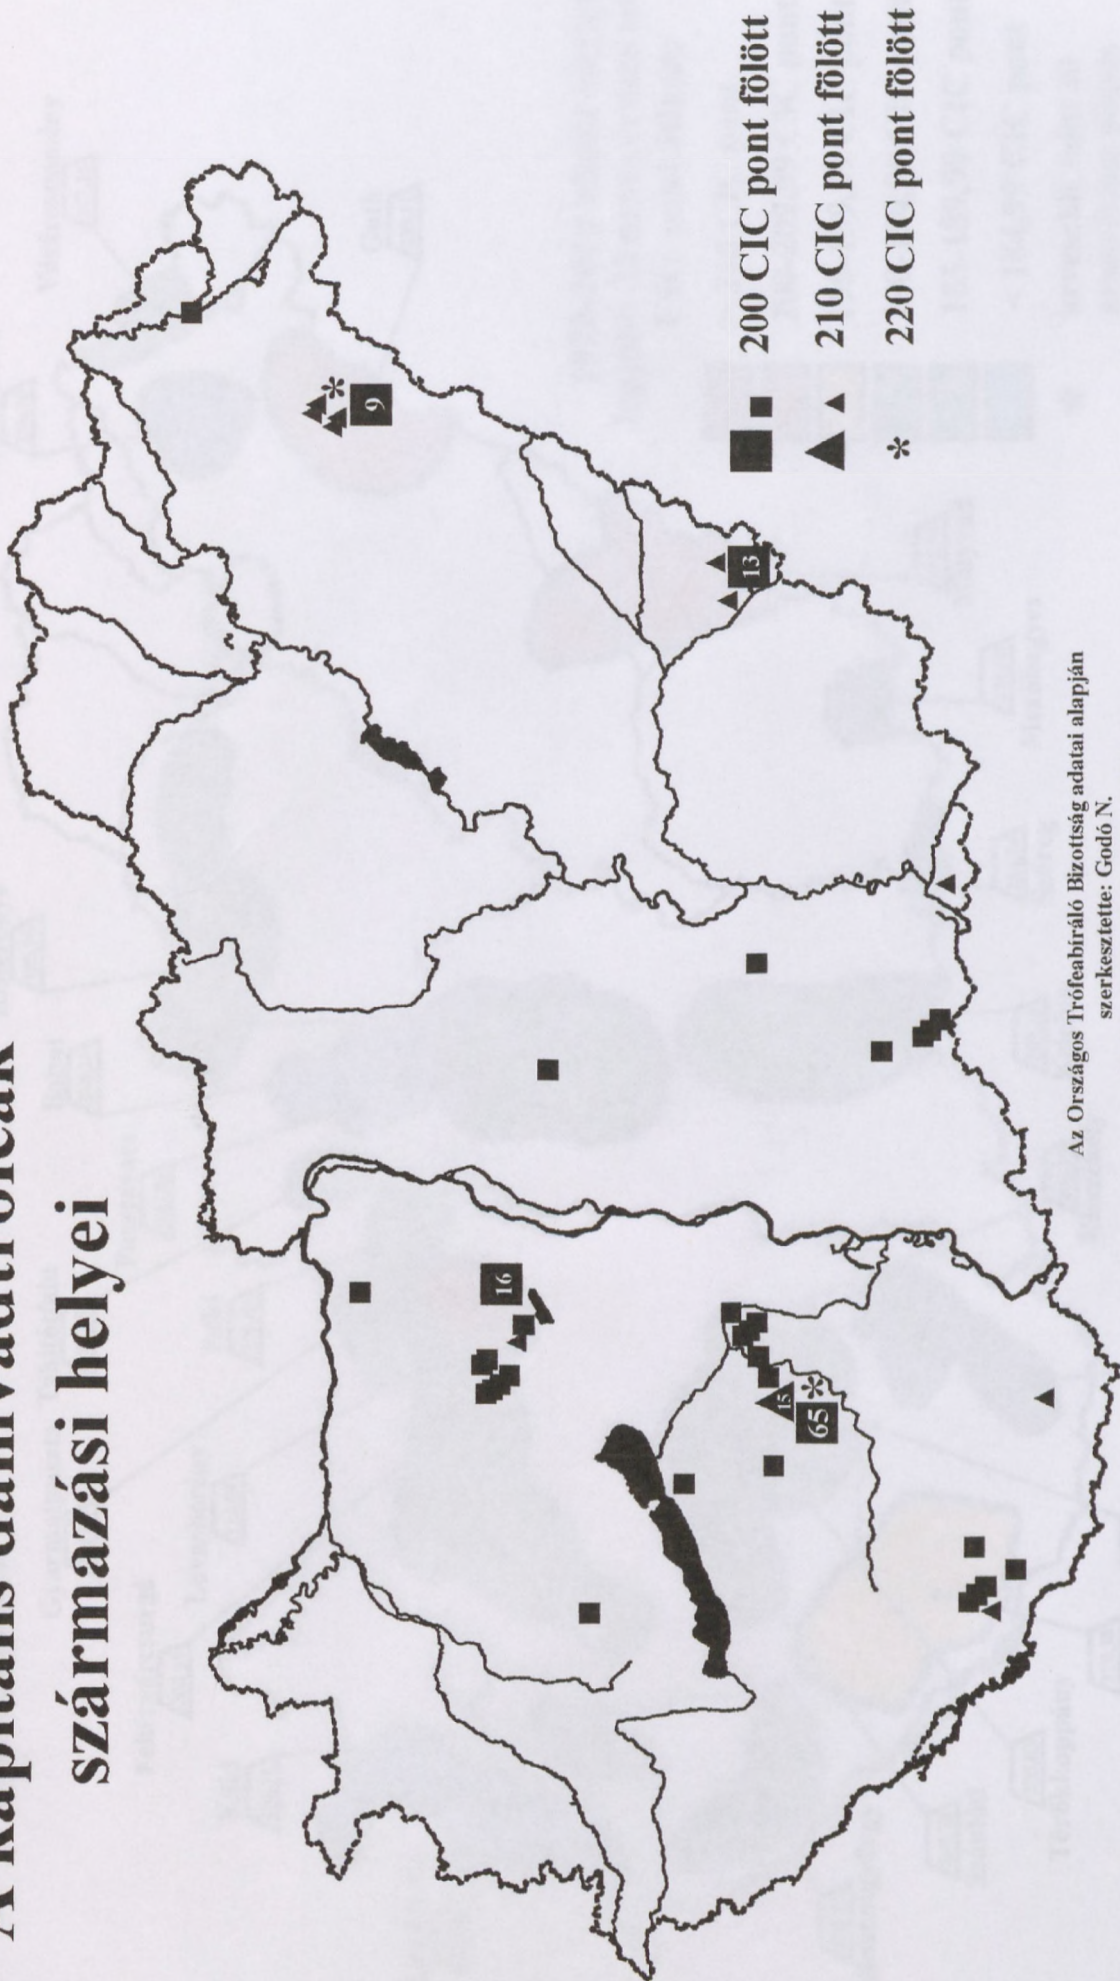 A kapitális dámvadtrófeák
származási helyei
9
13
16
15
65
200 CIC pont fölött
210 CIC pont fölött
220 CIC pont fölött
Az Országos Trófeabíráló Bizottság adatai alapján
szerkesztette: Godó N.